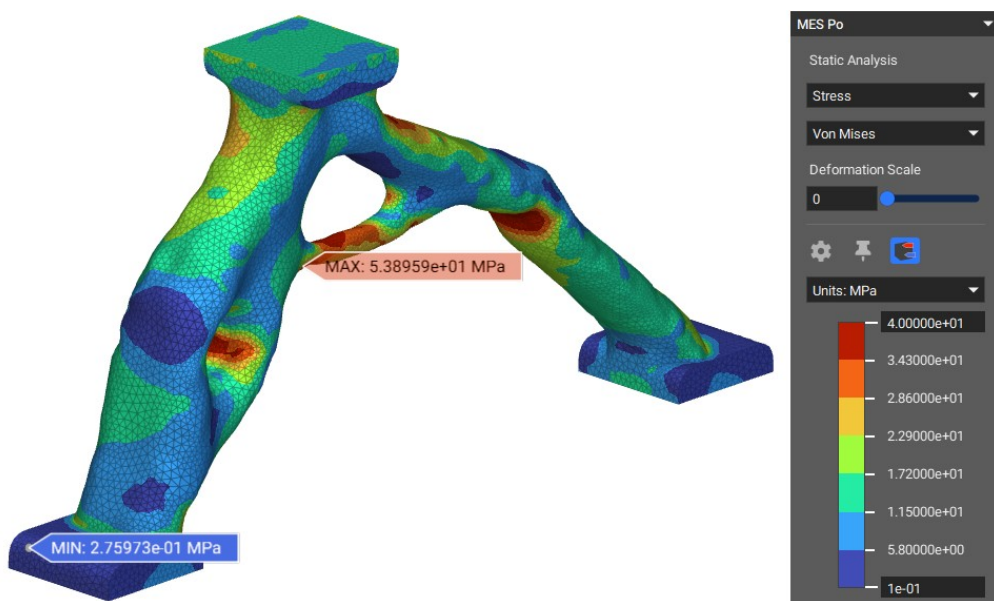 MAX: 5.38959e+01 MPa
MIN: 2.75973e-01 MPa
MES Po
Static Analysis
Stress
Von Mises
Deformation Scale
0
Units: MPa
4.00000e+01
3.43000e+01
2.86000e+01
2.29000e+01
1.72000e+01
1.15000e+01
5.80000e+00
1e-01